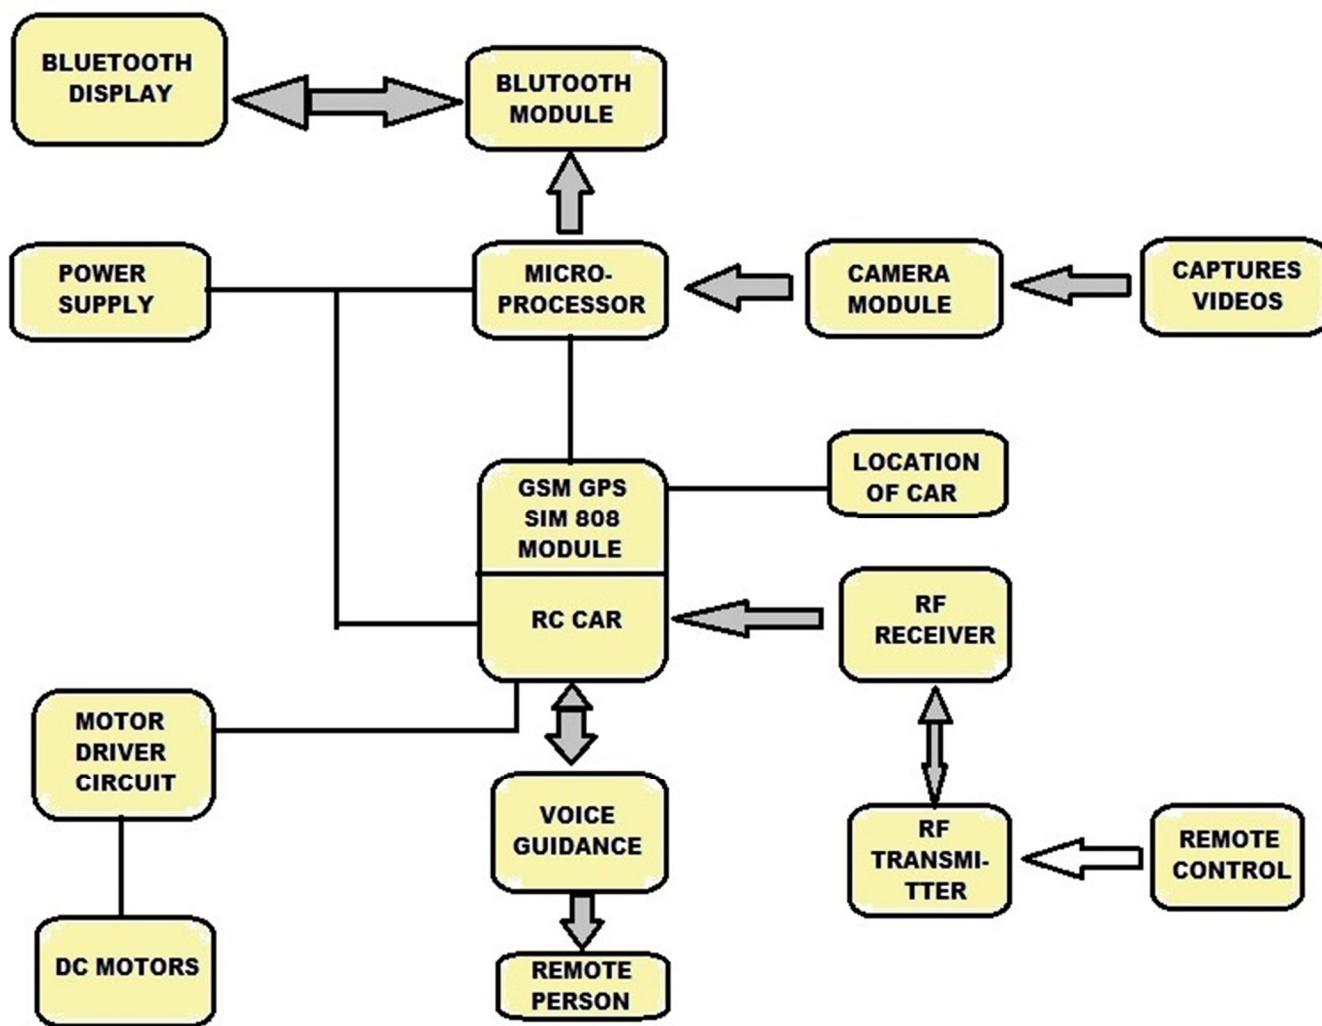 BLUETOOTH
DISPLAY
BLUTOOTH
MODULE
POWER
SUPPLY
MICRO-
PROCESSOR
CAMERA
MODULE
CAPTURES
VIDEOS
GSM GPS
SIM 808
MODULE
LOCATION
OF CAR
RC CAR
RF
RECEIVER
MOTOR
DRIVER
CIRCUIT
VOICE
GUIDANCE
RF
TRANSMI-
TTER
REMOTE
CONTROL
DC MOTORS
REMOTE
PERSON